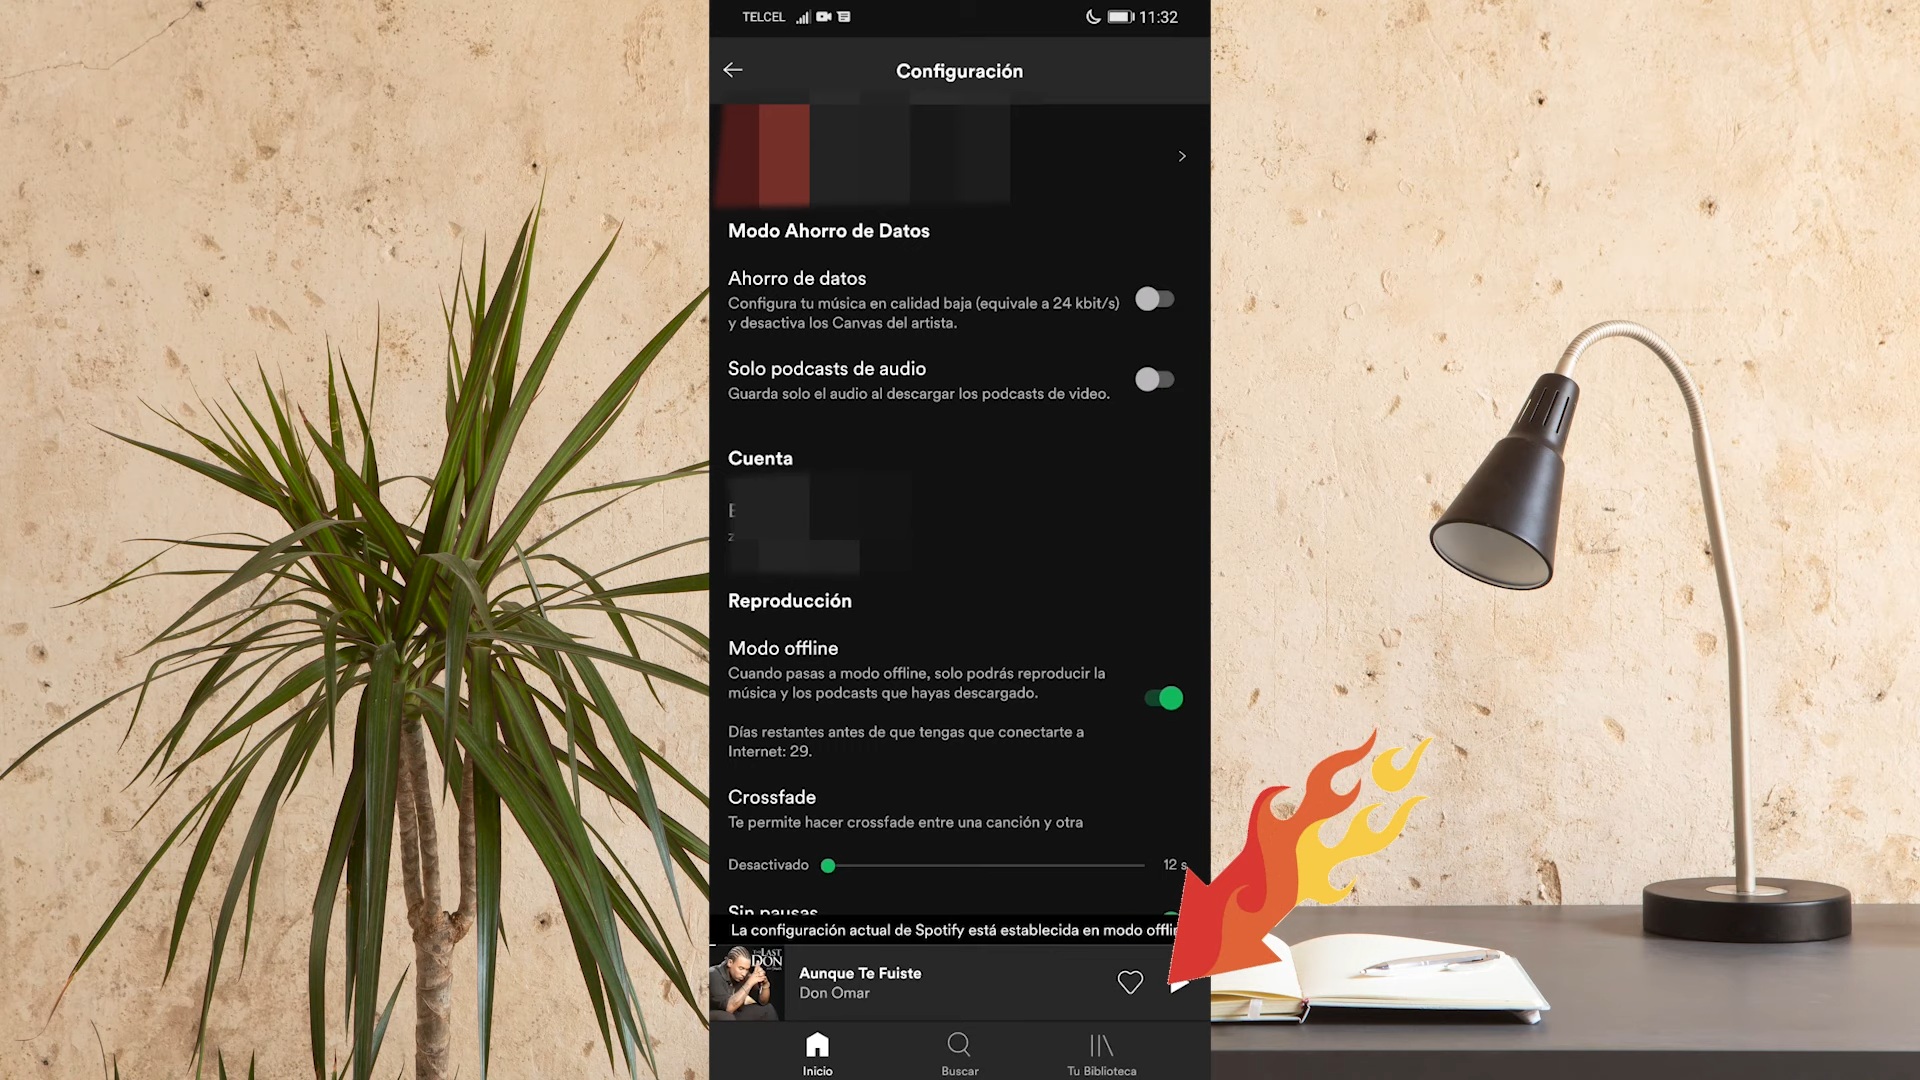 TELCEL 11:32
Configuración
Modo Ahorro de Datos
Ahorro de datos
Configura tu música en calidad baja (equivale a 24 kbit/s)
y desactiva los Canvas del artista.
Solo podcasts de audio
Guarda solo el audio al descargar los podcasts de video.
Cuenta
Reproducción
Modo offline
Cuando pasas a modo offline, solo podrás reproducir la
música y los podcasts que hayas descargado.
Días restantes antes de que tengas que conectarte a
Internet: 29.
Crossfade
Te permite hacer crossfade entre una canción y otra
Desactivado 12 s
Sin pausas
La configuración actual de Spotify está establecida en modo offli
LAST
DON
Aunque Te Fuiste
Don Omar
Inicio Buscar Tu Biblioteca